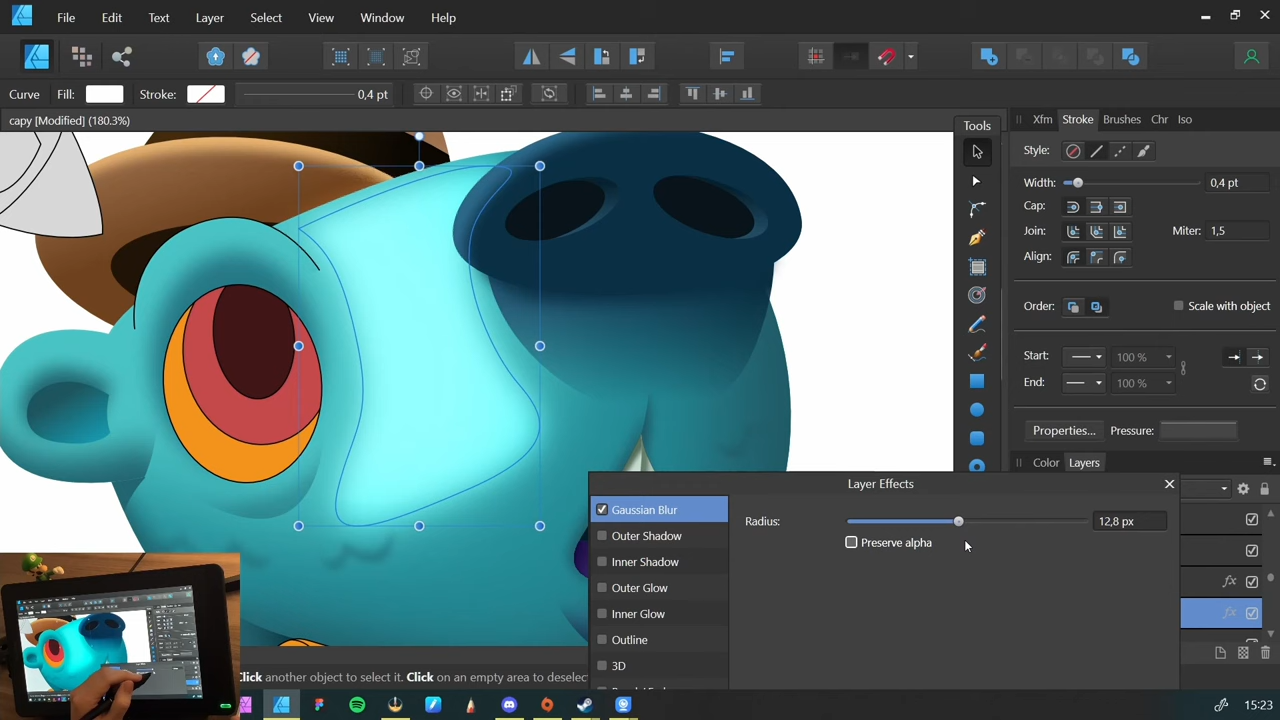 File Edit Text Layer Select View Window Help
Curve Fill: Stroke: 0,4 pt
capy [Modified] (180.3%)
Tools
Xfm Stroke Brushes Chr Iso
Style:
Width: 0,4 pt
Cap:
Join: Miter: 1,5
Align:
Order: Scale with object
Start: 100 %
End: 100 %
Properties... Pressure:
Color Layers
Layer Effects
Gaussian Blur
Radius: 12,8 px
Preserve alpha
Outer Shadow
Inner Shadow
Outer Glow
Inner Glow
Outline
3D
Click another object to select it. Click on an empty area to deselect
15:23